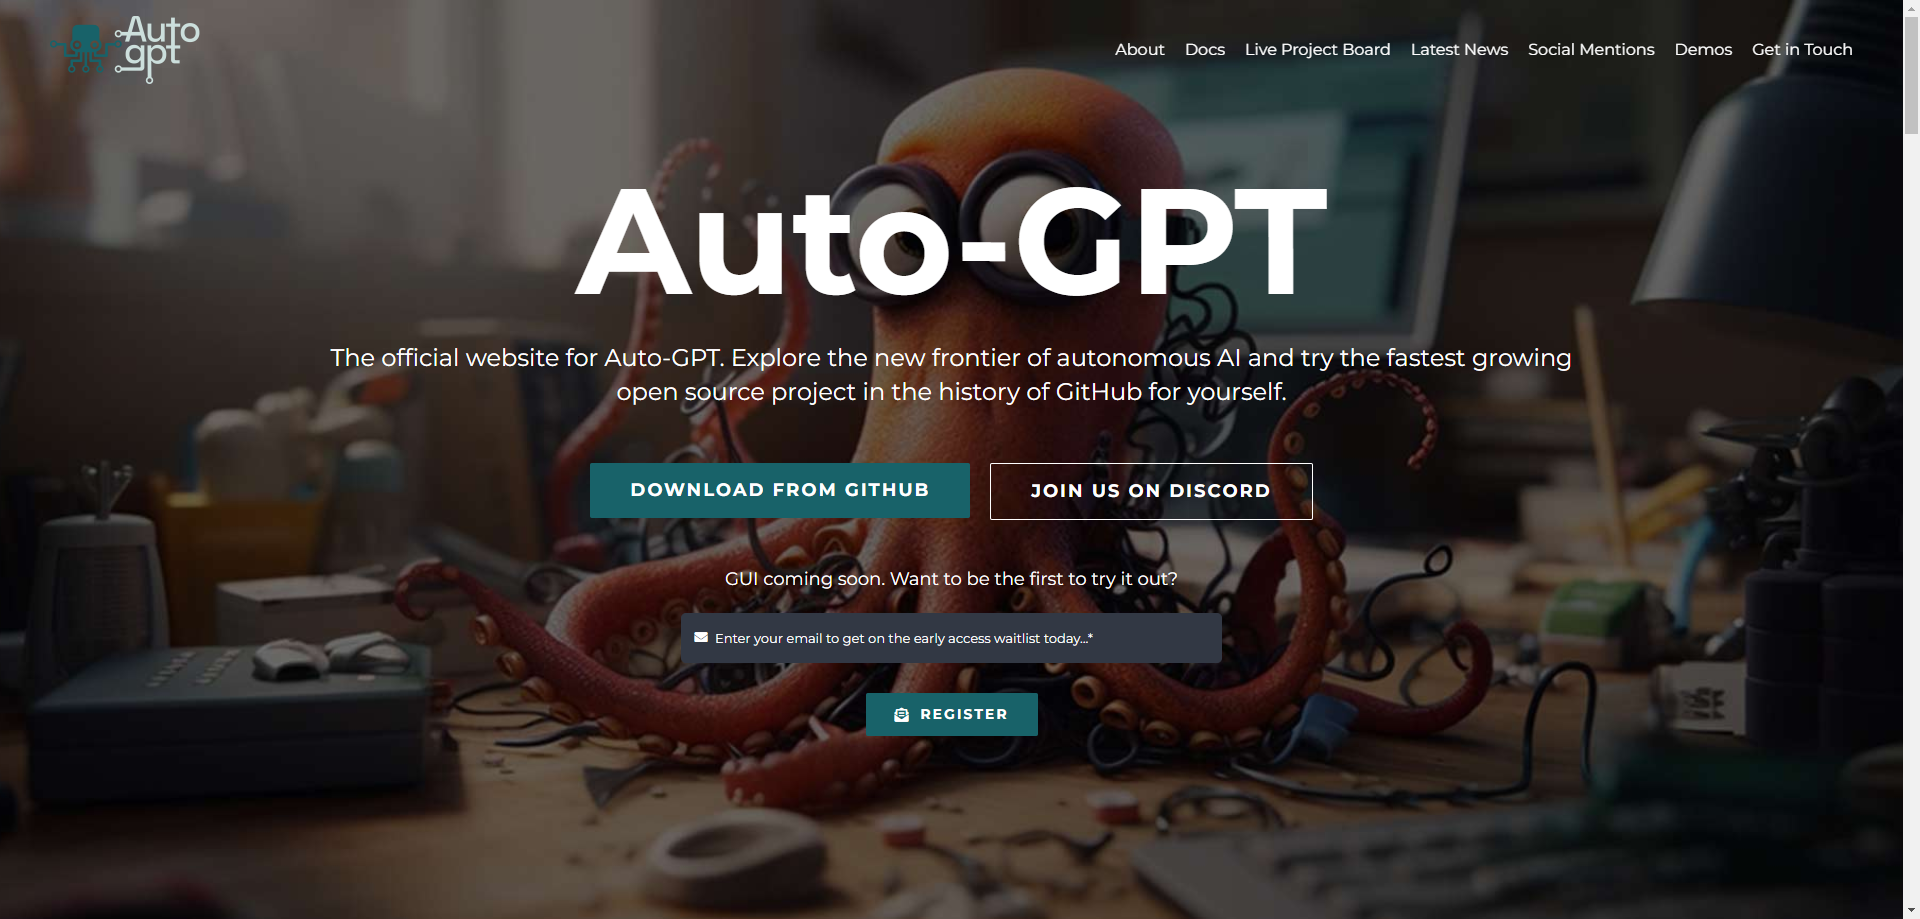 Auto
gpt
About Docs Live Project Board Latest News Social Mentions Demos Get in Touch
Auto-GPT
The official website for Auto-GPT. Explore the new frontier of autonomous AI and try the fastest growing
open source project in the history of GitHub for yourself.
DOWNLOAD FROM GITHUB
JOIN US ON DISCORD
GUI coming soon. Want to be the first to try it out?
Enter your email to get on the early access waitlist today...*
REGISTER